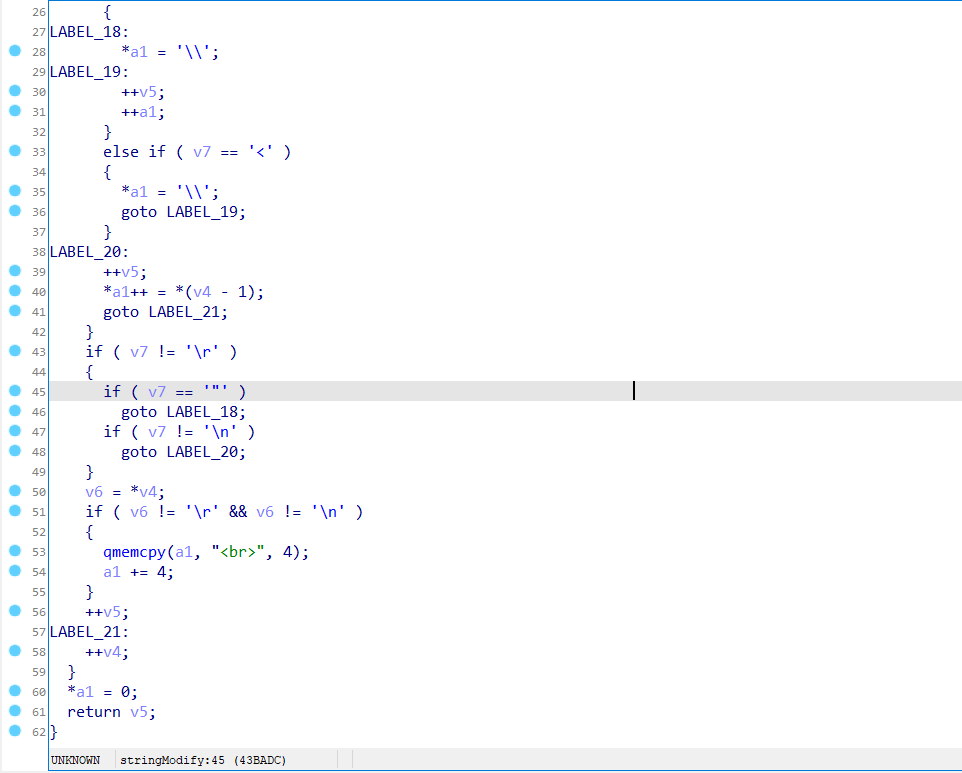 26 {
27 LABEL_18:
28 *a1 = '\\';
29 LABEL_19:
30 ++v5;
31 ++a1;
32 }
33 else if ( v7 == '<' )
34 {
35 *a1 = '\\';
36 goto LABEL_19;
37 }
38 LABEL_20:
39 ++v5;
40 *a1++ = *(v4 - 1);
41 goto LABEL_21;
42 }
43 if ( v7 != '\r' )
44 {
45 if ( v7 == '"' )
46 goto LABEL_18;
47 if ( v7 != '\n' )
48 goto LABEL_20;
49 }
50 v6 = *v4;
51 if ( v6 != '\r' && v6 != '\n' )
52 {
53 qmemcpy(a1, "<br>", 4);
54 a1 += 4;
55 }
56 ++v5;
57 LABEL_21:
58 ++v4;
59 }
60 *a1 = 0;
61 return v5;
62 }
UNKNOWN stringModify:45 (43BADC)